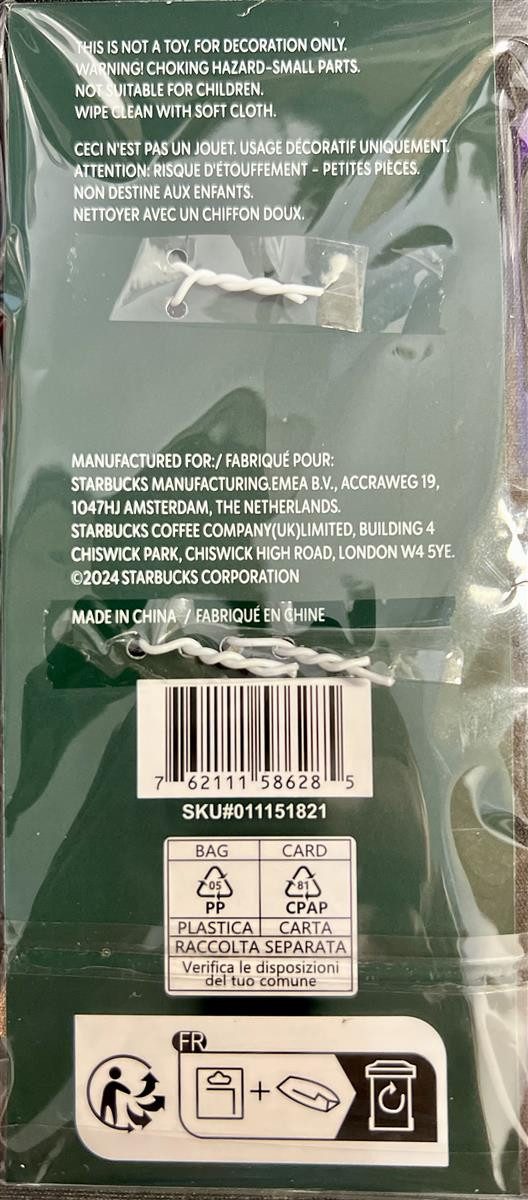 THIS IS NOT A TOY. FOR DECORATION ONLY.
WARNING! CHOKING HAZARD-SMALL PARTS.
NOT SUITABLE FOR CHILDREN.
WIPE CLEAN WITH SOFT CLOTH.
CECI N'EST PAS UN JOUET. USAGE DÉCORATIF UNIQUEMENT.
ATTENTION: RISQUE D'ÉTOUFFEMENT - PETITES PIÈCES.
NON DESTINE AUX ENFANTS.
NETTOYER AVEC UN CHIFFON DOUX.
MANUFACTURED FOR:/ FABRIQUÉ POUR:
STARBUCKS MANUFACTURING.EMEA B.V., ACCRAWEG 19,
1047HJ AMSTERDAM, THE NETHERLANDS.
STARBUCKS COFFEE COMPANY(UK)LIMITED, BUILDING 4
CHISWICK PARK, CHISWICK HIGH ROAD, LONDON W4 5YE.
©2024 STARBUCKS CORPORATION
MADE IN CHINA / FABRIQUÉ EN CHINE
7 62111 58628 5
SKU#011151821
BAG CARD
05 81
PP CPAP
PLASTICA CARTA
RACCOLTA SEPARATA
Verifica le disposizioni
del tuo comune
FR